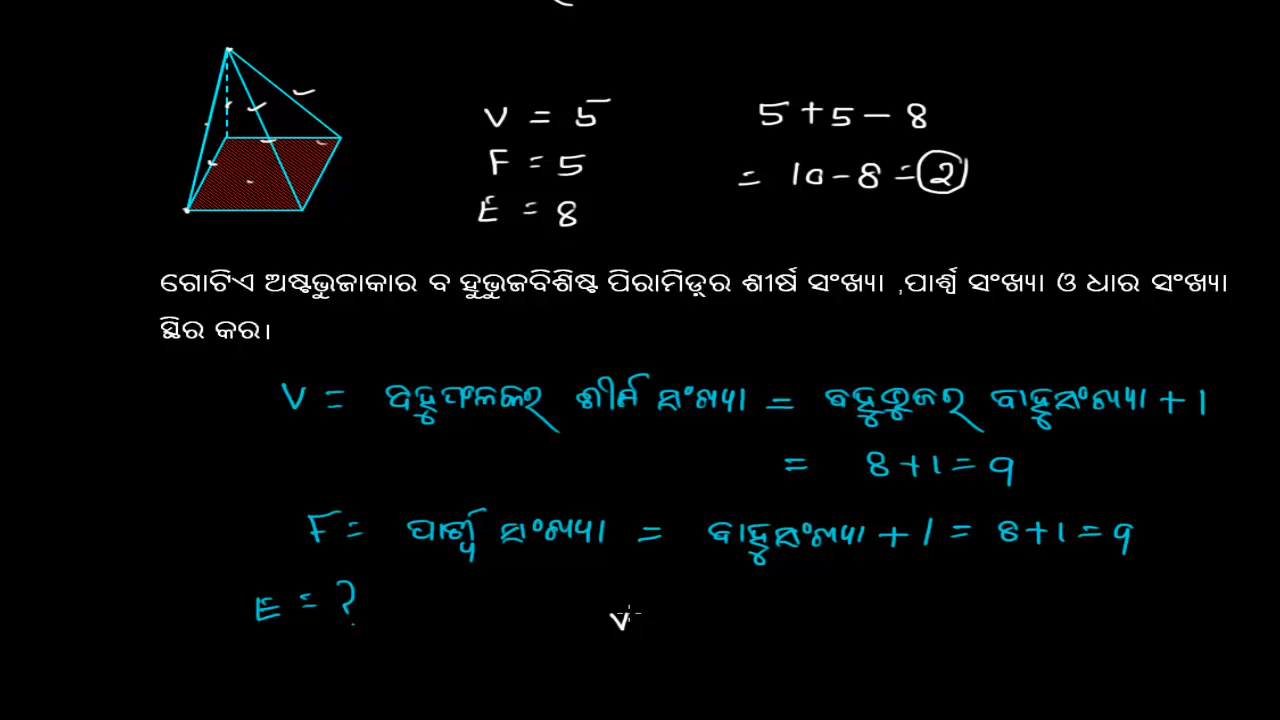 V = 5
F = 5
E = 8
5 + 5 - 8
= 10 - 8 = 2
ଗୋଟିଏ ଅଷ୍ଟଭୁଜାକାର ବ ହୁଭୁଜବିଶିଷ୍ଟ ପିରାମିଡ଼୍‌ର ଶୀର୍ଷ ସଂଖ୍ୟା ,ପାର୍ଶ୍ଵ ସଂଖ୍ୟା ଓ ଧାର ସଂଖ୍ୟା
ସ୍ଥିର କର।
V = ବହୁଫଳକର ଶୀର୍ଷ ସଂଖ୍ୟା = ବହୁଭୁଜର ବାହୁସଂଖ୍ୟା + 1
= 8 + 1 = 9
F = ପାର୍ଶ୍ଵ ସଂଖ୍ୟା = ବାହୁସଂଖ୍ୟା + 1 = 8 + 1 = 9
E = ?
V